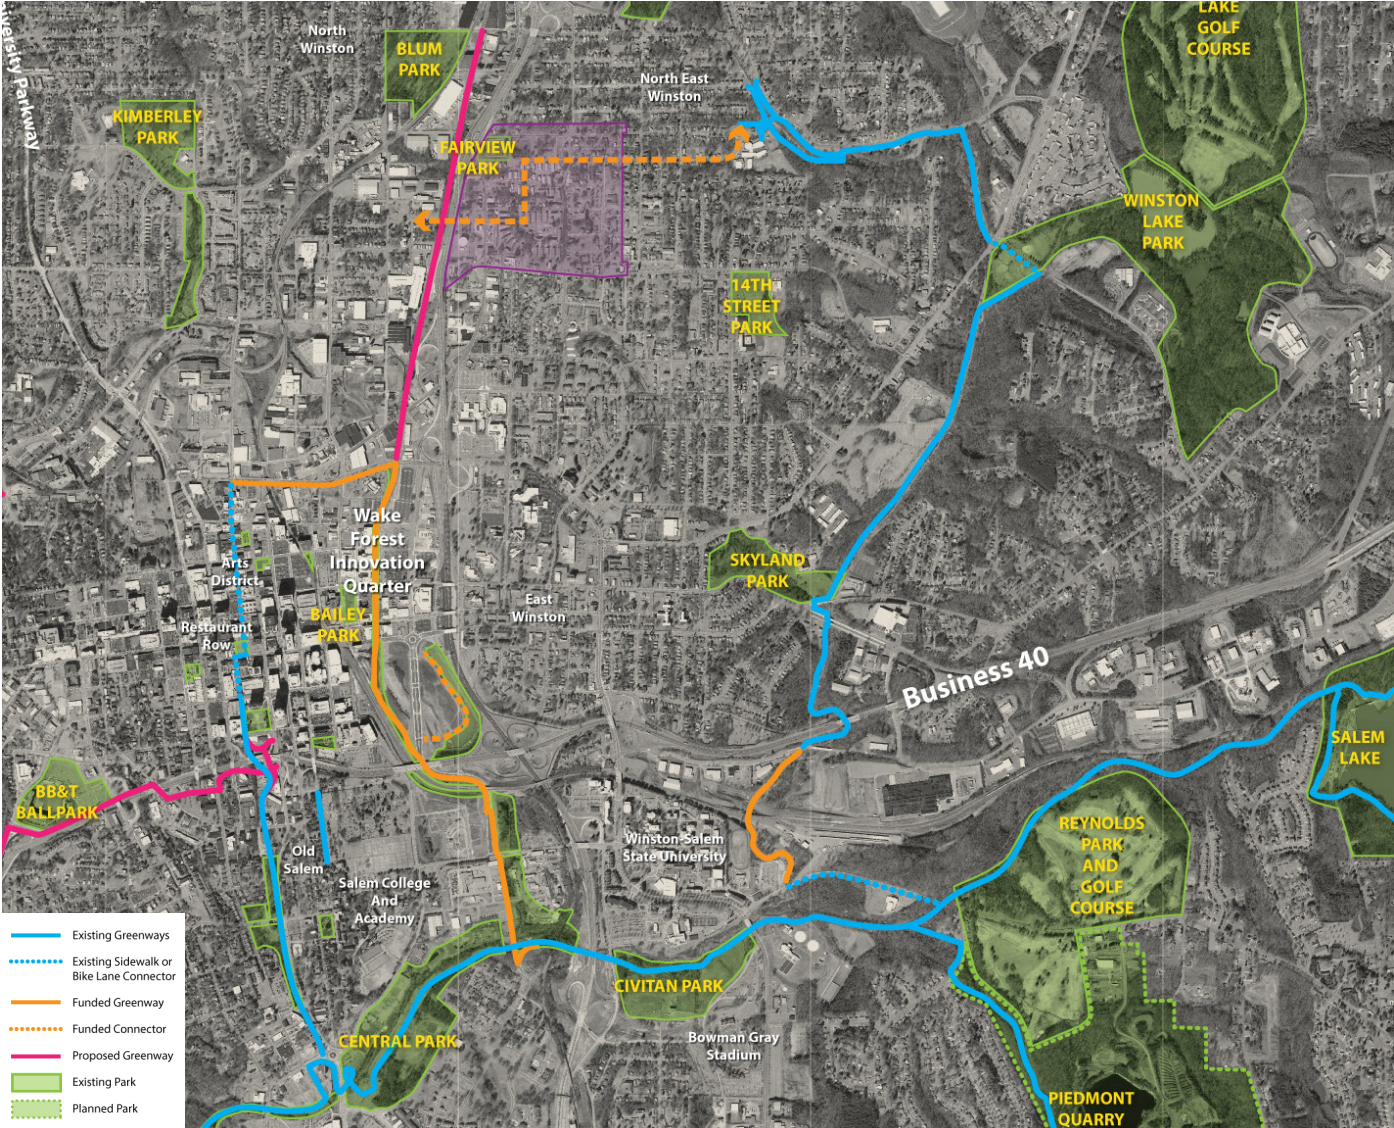 iversity Parkway
North
Winston
BLUM
PARK
North East
Winston
LAKE
GOLF
COURSE
KIMBERLEY
PARK
FAIRVIEW
PARK
WINSTON
LAKE
PARK
14TH
STREET
PARK
Wake
Forest
Innovation
Quarter
Arts
District
SKYLAND
PARK
BAILEY
PARK
East
Winston
Restaurant
Row
Business 40
SALEM
LAKE
BB&T
BALLPARK
REYNOLDS
PARK
AND
GOLF
COURSE
Old
Salem
Winston-Salem
State University
Salem College
And
Academy
CIVITAN PARK
CENTRAL PARK
Bowman Gray
Stadium
PIEDMONT
QUARRY
Existing Greenways
Existing Sidewalk or
Bike Lane Connector
Funded Greenway
Funded Connector
Proposed Greenway
Existing Park
Planned Park